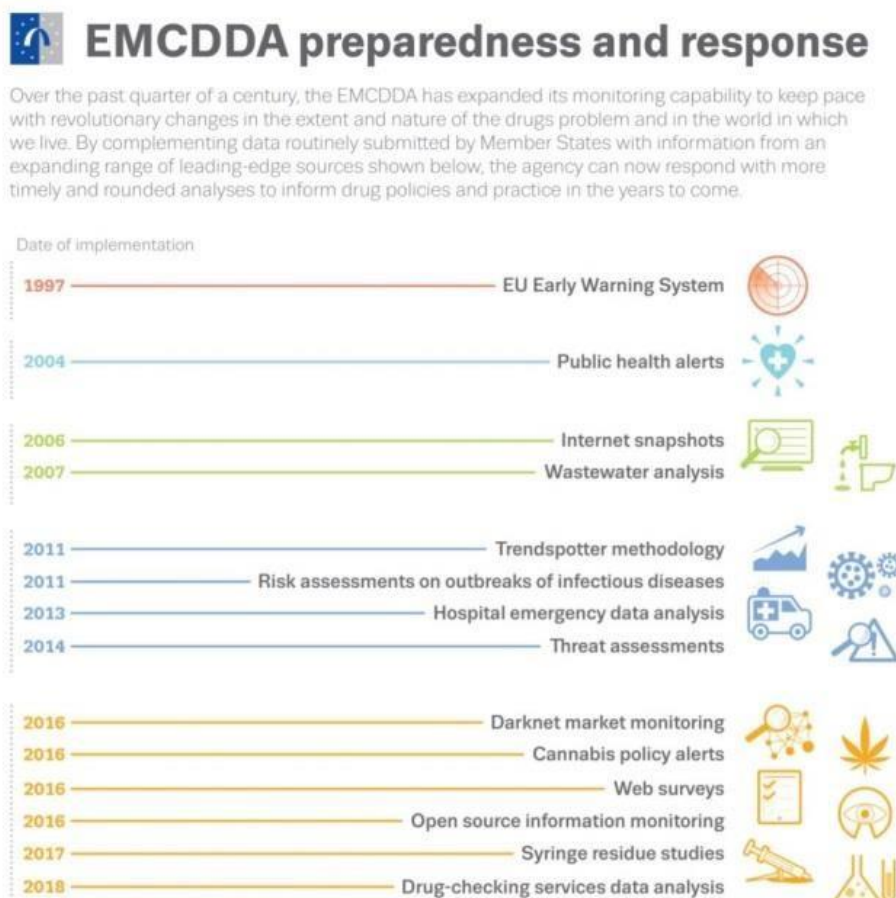 EMCDDA preparedness and response
Over the past quarter of a century, the EMCDDA has expanded its monitoring capability to keep pace
with revolutionary changes in the extent and nature of the drugs problem and in the world in which
we live. By complementing data routinely submitted by Member States with information from an
expanding range of leading-edge sources shown below, the agency can now respond with more
timely and rounded analyses to inform drug policies and practice in the years to come.
Date of implementation
1997 EU Early Warning System
2004 Public health alerts
2006 Internet snapshots
2007 Wastewater analysis
2011 Trendspotter methodology
2011 Risk assessments on outbreaks of infectious diseases
2013 Hospital emergency data analysis
2014 Threat assessments
2016 Darknet market monitoring
2016 Cannabis policy alerts
2016 Web surveys
2016 Open source information monitoring
2017 Syringe residue studies
2018 Drug-checking services data analysis